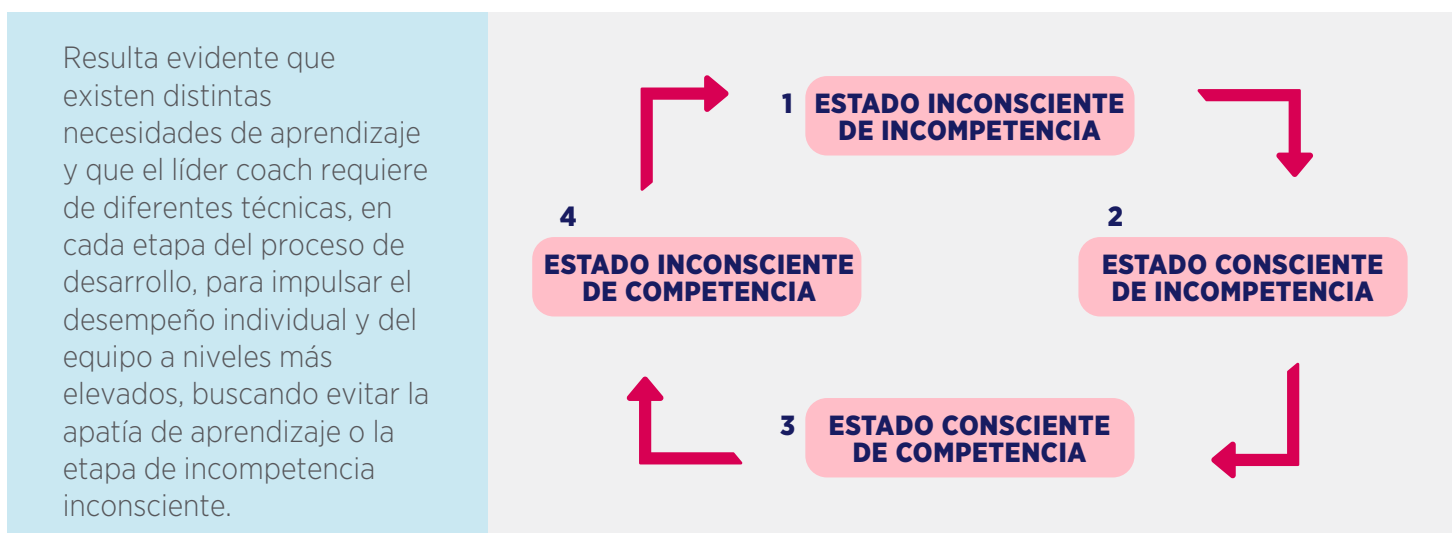 Resulta evidente que
existen distintas
necesidades de aprendizaje
y que el líder coach requiere
de diferentes técnicas, en
cada etapa del proceso de
desarrollo, para impulsar el
desempeño individual y del
equipo a niveles más
elevados, buscando evitar la
apatía de aprendizaje o la
etapa de incompetencia
inconsciente.
1
ESTADO INCONSCIENTE
DE INCOMPETENCIA
2
ESTADO CONSCIENTE
DE INCOMPETENCIA
3
ESTADO CONSCIENTE
DE COMPETENCIA
4
ESTADO INCONSCIENTE
DE COMPETENCIA